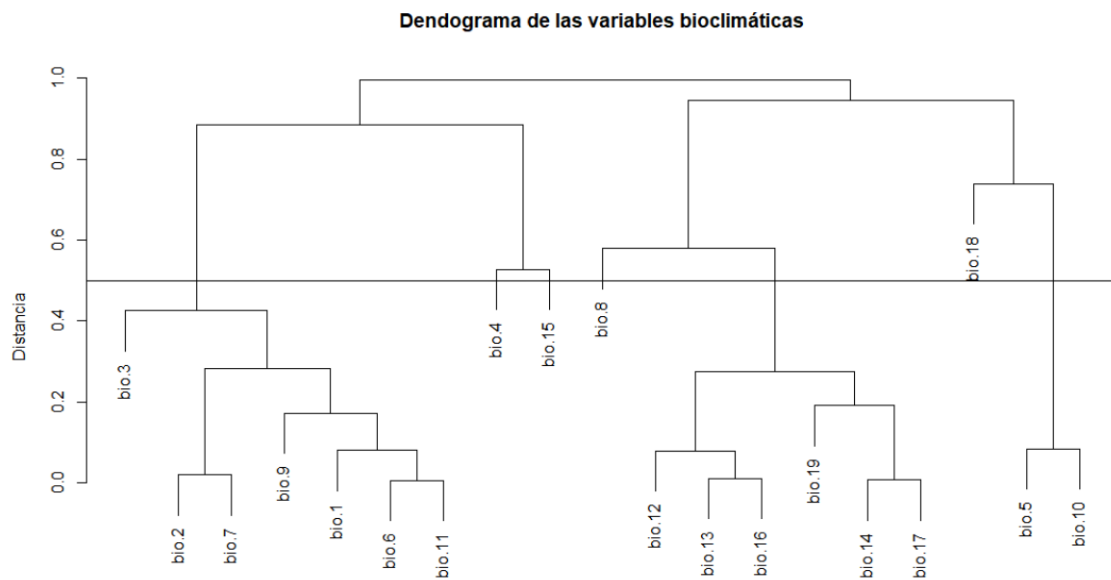 Dendograma de las variables bioclimáticas
Distancia
1.0
0.8
0.6
0.4
0.2
0.0
bio.3
bio.2
bio.7
bio.9
bio.1
bio.6
bio.11
bio.4
bio.15
bio.8
bio.12
bio.13
bio.16
bio.19
bio.14
bio.17
bio.18
bio.5
bio.10